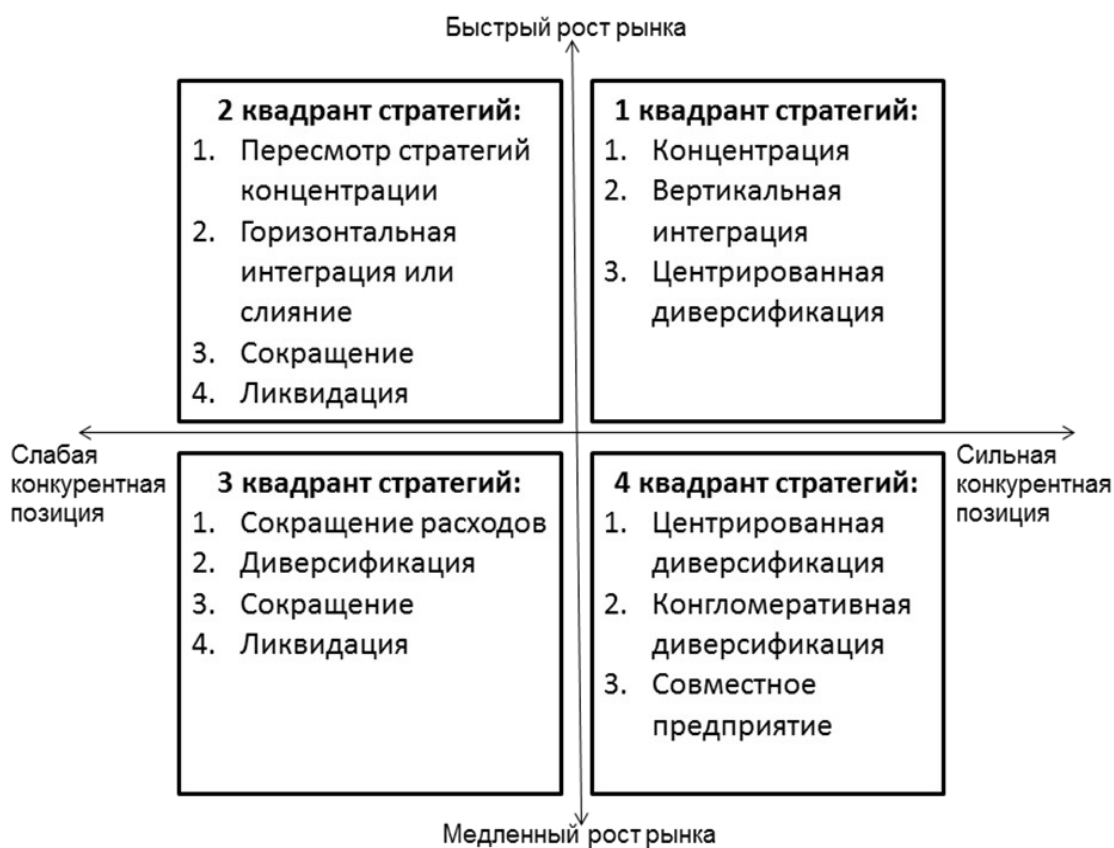 Быстрый рост рынка
2 квадрант стратегий:
1. Пересмотр стратегий
концентрации
2. Горизонтальная
интеграция или
слияние
3. Сокращение
4. Ликвидация
1 квадрант стратегий:
1. Концентрация
2. Вертикальная
интеграция
3. Центрированная
диверсификация
Слабая
конкурентная
позиция
Сильная
конкурентная
позиция
3 квадрант стратегий:
1. Сокращение расходов
2. Диверсификация
3. Сокращение
4. Ликвидация
4 квадрант стратегий:
1. Центрированная
диверсификация
2. Конгломеративная
диверсификация
3. Совместное
предприятие
Медленный рост рынка